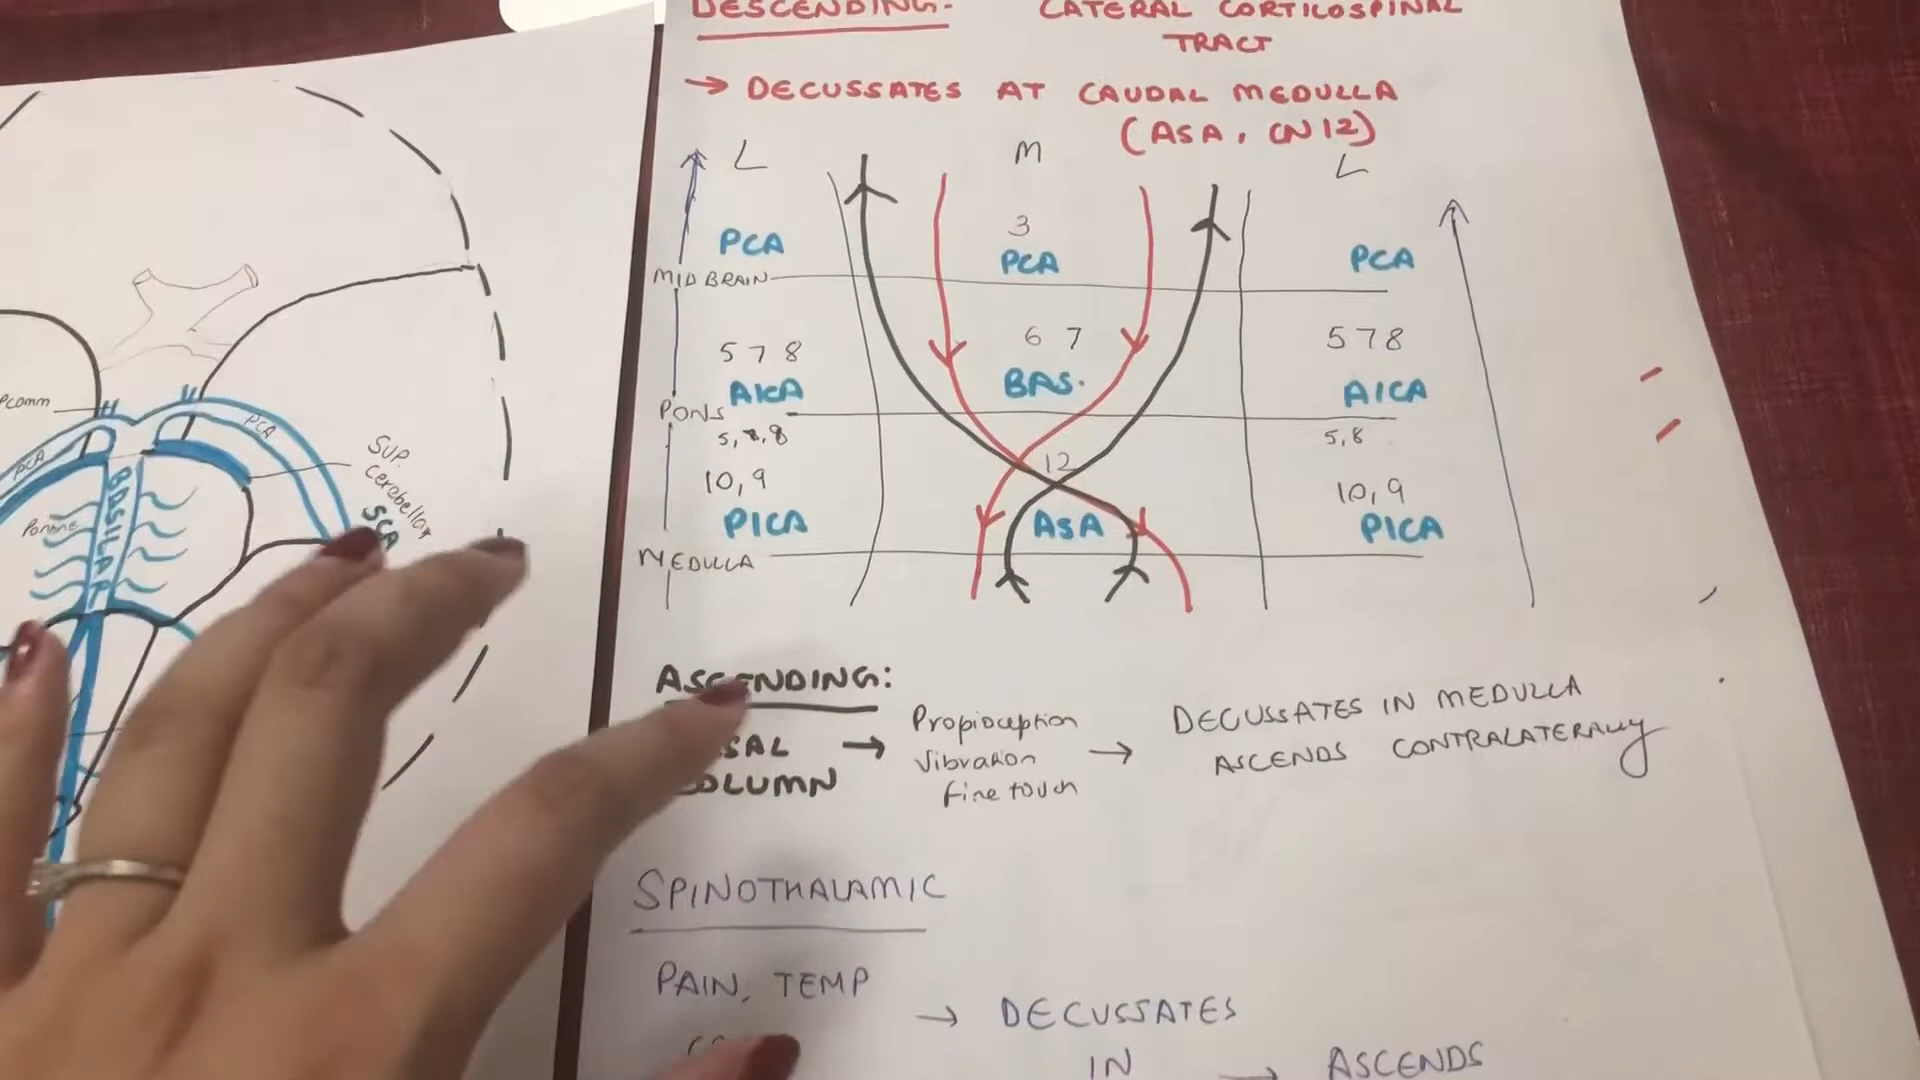 Pcomm
PCA
PCA
SUP.
Cerebellar
SCA
BASILAR
Pontine
DESCENDING:
LATERAL CORTICOSPINAL
TRACT
→ DECUSSATES AT CAUDAL MEDULLA
(ASA, CN12)
L M L
3
PCA PCA PCA
MIDBRAIN
5 7 8 6 7 5 7 8
AICA BAS. AICA
PONS
5, 7, 8 5,8
12
10, 9 10,9
PICA ASA PICA
MEDULLA
ASCENDING:
COLUMN
→ Propioception
Vibration
fine touch
→ DECUSSATES IN MEDULLA
ASCENDS CONTRALATERALLY
SPINOTHALAMIC
PAIN, TEMP
→ DECUSSATES
IN → ASCENDS